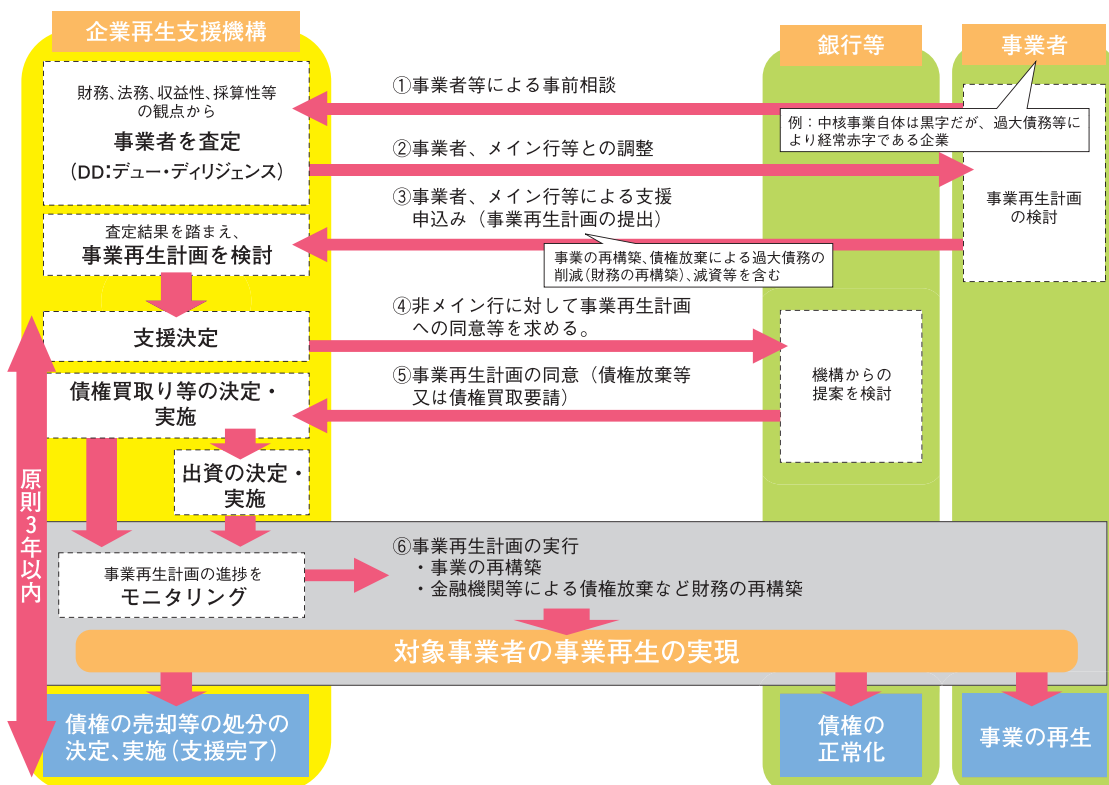 企業再生支援機構
銀行等
事業者
財務、法務、収益性、採算性等
の観点から
事業者を査定
(DD:デュー・ディリジェンス)
①事業者等による事前相談
例：中核事業自体は黒字だが、過大債務等に
より経常赤字である企業
②事業者、メイン行等との調整
③事業者、メイン行等による支援
申込み（事業再生計画の提出）
事業再生計画
の検討
査定結果を踏まえ、
事業再生計画を検討
事業の再構築、債権放棄による過大債務の
削減(財務の再構築)、減資等を含む
④非メイン行に対して事業再生計画
への同意等を求める。
支援決定
機構からの
提案を検討
⑤事業再生計画の同意（債権放棄等
又は債権買取要請）
債権買取り等の決定・
実施
出資の決定・
実施
原則3年以内
事業再生計画の進捗を
モニタリング
⑥事業再生計画の実行
・事業の再構築
・金融機関等による債権放棄など財務の再構築
対象事業者の事業再生の実現
債権の売却等の処分の
決定、実施(支援完了)
債権の
正常化
事業の再生